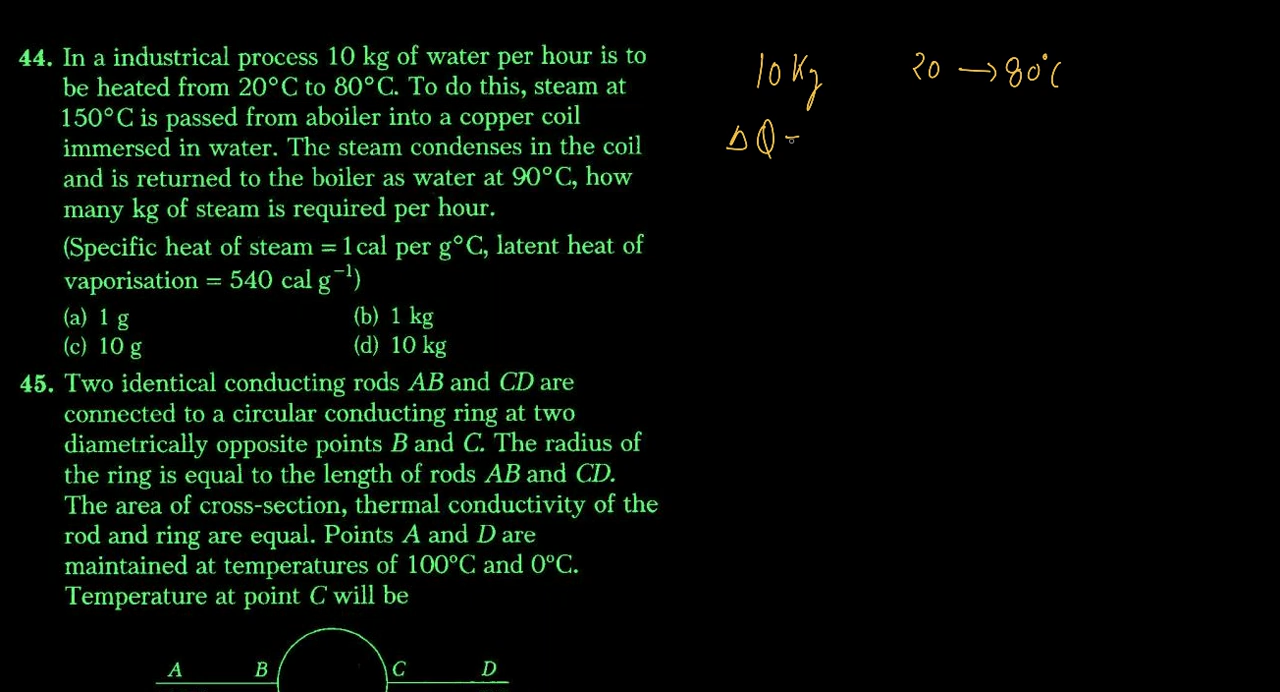 44. In a industrical process 10 kg of water per hour is to
be heated from 20°C to 80°C. To do this, steam at
150°C is passed from aboiler into a copper coil
immersed in water. The steam condenses in the coil
and is returned to the boiler as water at 90°C, how
many kg of steam is required per hour.
(Specific heat of steam = 1 cal per g°C, latent heat of
vaporisation = 540 cal g⁻¹)
(a) 1 g (b) 1 kg
(c) 10 g (d) 10 kg
45. Two identical conducting rods AB and CD are
connected to a circular conducting ring at two
diametrically opposite points B and C. The radius of
the ring is equal to the length of rods AB and CD.
The area of cross-section, thermal conductivity of the
rod and ring are equal. Points A and D are
maintained at temperatures of 100°C and 0°C.
Temperature at point C will be
A B C D
10 Kg 20 → 80°C
Δ Q =